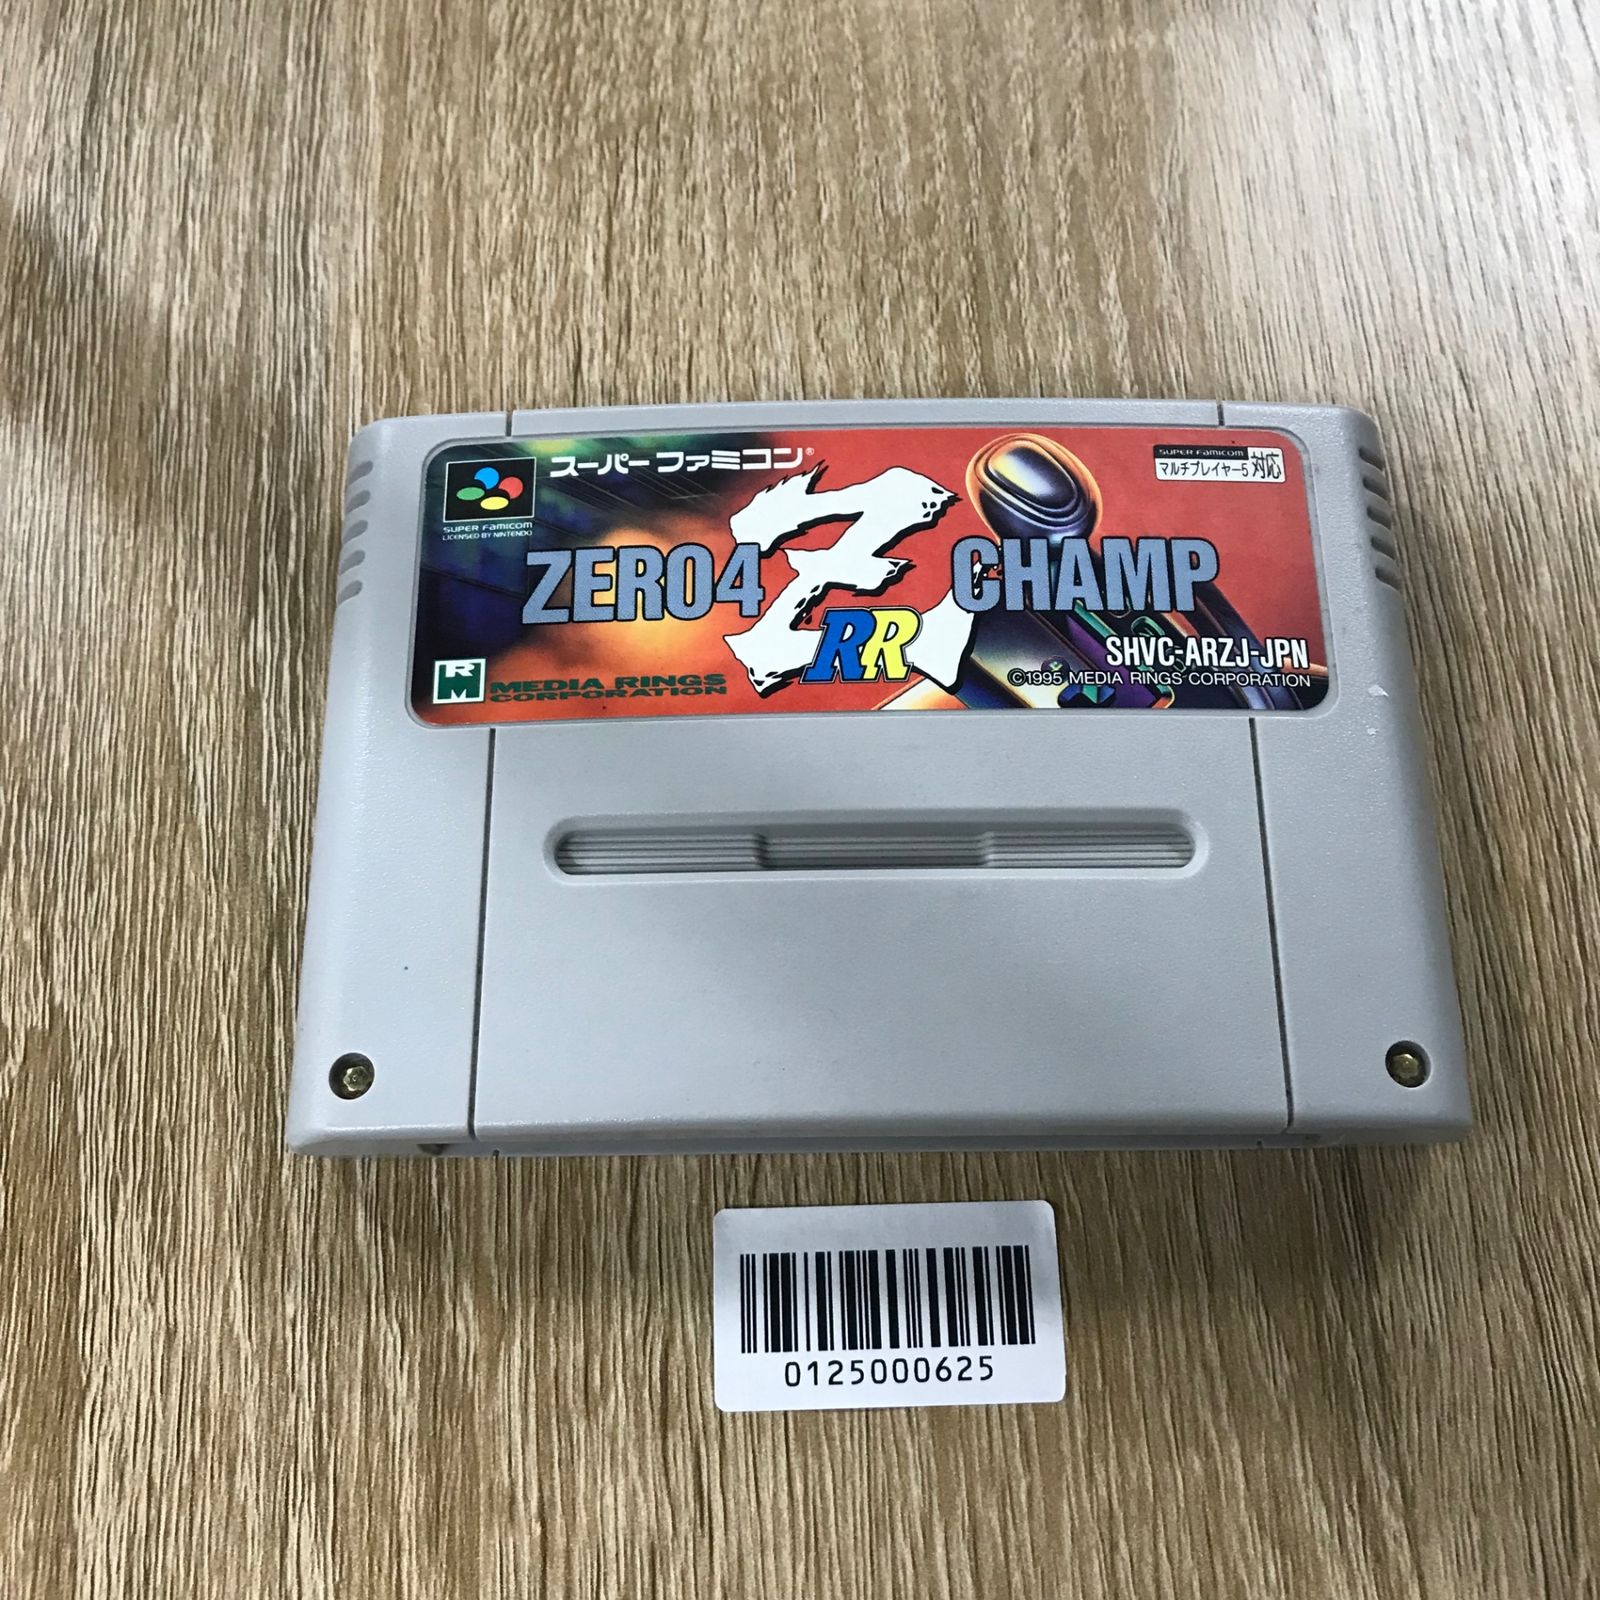 スーパーファミコン®
SUPER FAMICOM
マルチプレイヤー5 対応
SUPER FAMICOM
LICENSED BY NINTENDO
ZERO4 CHAMP
RR
Z
SHVC-ARZJ-JPN
©1995 MEDIA RINGS CORPORATION
RM
MEDIA RINGS
CORPORATION
0125000625